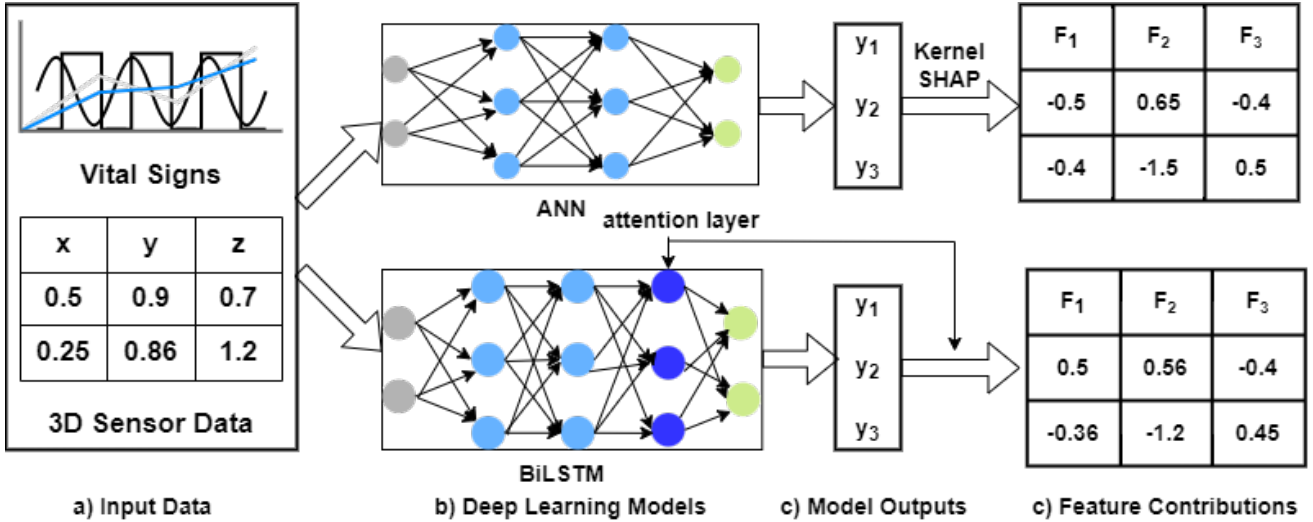 Vital Signs
x y z
0.5 0.9 0.7
0.25 0.86 1.2
3D Sensor Data
a) Input Data
ANN
attention layer
BiLSTM
b) Deep Learning Models
y1
y2
y3
y1
y2
y3
c) Model Outputs
Kernel
SHAP
F1 F2 F3
-0.5 0.65 -0.4
-0.4 -1.5 0.5
F1 F2 F3
0.5 0.56 -0.4
-0.36 -1.2 0.45
c) Feature Contributions